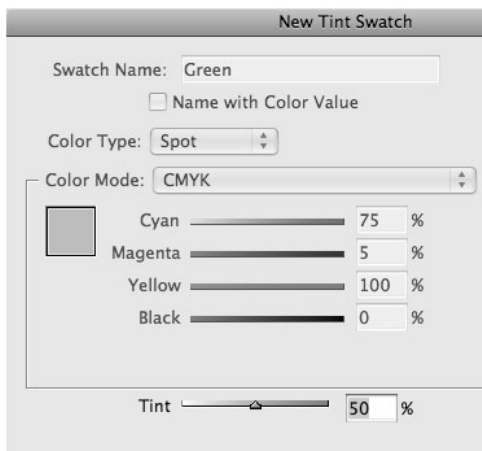 New Tint Swatch
Swatch Name: Green
Name with Color Value
Color Type: Spot
Color Mode: CMYK
Cyan 75 %
Magenta 5 %
Yellow 100 %
Black 0 %
Tint 50 %